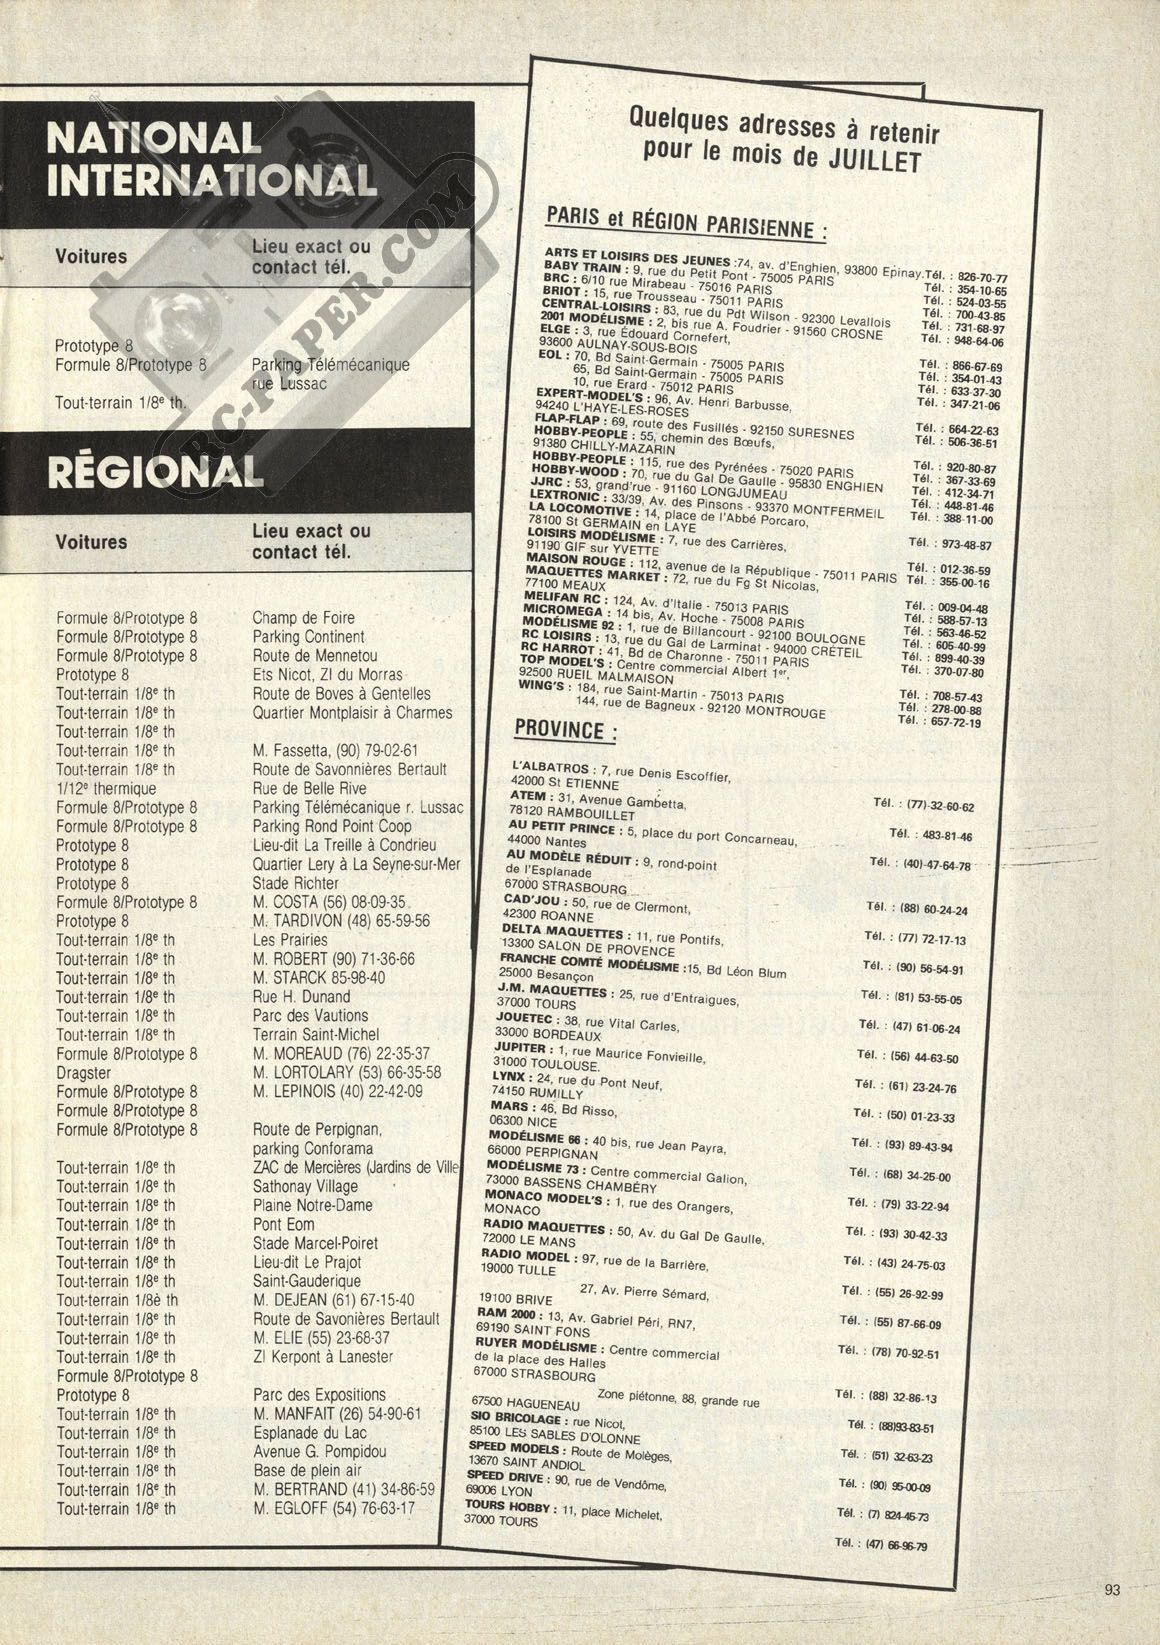 NATIONAL
INTERNATIONAL
Voitures Lieu exact ou
contact tél.
Prototype 8
Formule 8/Prototype 8 Parking Télémécanique
rue Lussac
Tout-terrain 1/8e th.
RÉGIONAL
Voitures Lieu exact ou
contact tél.
Formule 8/Prototype 8 Champ de Foire
Formule 8/Prototype 8 Parking Continent
Formule 8/Prototype 8 Route de Mennetou
Prototype 8 Ets Nicot, ZI du Morras
Tout-terrain 1/8e th Route de Boves à Gentelles
Tout-terrain 1/8e th Quartier Montplaisir à Charmes
Tout-terrain 1/8e th
Tout-terrain 1/8e th M. Fassetta, (90) 79-02-61
Tout-terrain 1/8e th Route de Savonnières Bertault
1/12e thermique Rue de Belle Rive
Formule 8/Prototype 8 Parking Télémécanique r. Lussac
Formule 8/Prototype 8 Parking Rond Point Coop
Prototype 8 Lieu-dit La Treille à Condrieu
Prototype 8 Quartier Lery à La Seyne-sur-Mer
Prototype 8 Stade Richter
Formule 8/Prototype 8 M. COSTA (56) 08-09-35
Prototype 8 M. TARDIVON (48) 65-59-56
Tout-terrain 1/8e th Les Prairies
Tout-terrain 1/8e th M. ROBERT (90) 71-36-66
Tout-terrain 1/8e th M. STARCK 85-98-40
Tout-terrain 1/8e th Rue H. Dunand
Tout-terrain 1/8e th Parc des Vautions
Tout-terrain 1/8e th Terrain Saint-Michel
Formule 8/Prototype 8 M. MOREAUD (76) 22-35-37
Dragster M. LORTOLARY (53) 66-35-58
Formule 8/Prototype 8 M. LEPINOIS (40) 22-42-09
Formule 8/Prototype 8
Formule 8/Prototype 8 Route de Perpignan,
parking Conforama
Tout-terrain 1/8e th ZAC de Mercières (Jardins de Ville
Tout-terrain 1/8e th Sathonay Village
Tout-terrain 1/8e th Plaine Notre-Dame
Tout-terrain 1/8e th Pont Eom
Tout-terrain 1/8e th Stade Marcel-Poiret
Tout-terrain 1/8e th Lieu-dit Le Prajot
Tout-terrain 1/8e th Saint-Gauderique
Tout-terrain 1/8è th M. DEJEAN (61) 67-15-40
Tout-terrain 1/8e th Route de Savonières Bertault
Tout-terrain 1/8e th M. ELIE (55) 23-68-37
Tout-terrain 1/8e th ZI Kerpont à Lanester
Formule 8/Prototype 8
Prototype 8 Parc des Expositions
Tout-terrain 1/8e th M. MANFAIT (26) 54-90-61
Tout-terrain 1/8e th Esplanade du Lac
Tout-terrain 1/8e th Avenue G. Pompidou
Tout-terrain 1/8e th Base de plein air
Tout-terrain 1/8e th M. BERTRAND (41) 34-86-59
Tout-terrain 1/8e th M. EGLOFF (54) 76-63-17
RC-PAPER.COM
Quelques adresses à retenir
pour le mois de JUILLET
PARIS et RÉGION PARISIENNE :
ARTS ET LOISIRS DES JEUNES :74, av. d'Enghien, 93800 Epinay.Tél. : 826-70-77
BABY TRAIN : 9, rue du Petit Pont - 75005 PARIS Tél. : 354-10-65
BRC : 6/10 rue Mirabeau - 75016 PARIS Tél. : 524-03-55
BRIOT : 15, rue Trousseau - 75011 PARIS Tél. : 700-43-85
CENTRAL-LOISIRS : 83, rue du Pdt Wilson - 92300 Levallois Tél. : 731-68-97
2001 MODÉLISME : 2, bis rue A. Foudrier - 91560 CROSNE Tél. : 948-64-06
ELGE : 3, rue Édouard Cornefert,
93600 AULNAY-SOUS-BOIS Tél. : 866-67-69
EOL : 70, Bd Saint-Germain - 75005 PARIS Tél. : 354-01-43
65, Bd Saint-Germain - 75005 PARIS Tél. : 633-37-30
10, rue Erard - 75012 PARIS Tél. : 347-21-06
EXPERT-MODEL'S : 96, Av. Henri Barbusse,
94240 L'HAYE-LES-ROSES Tél. : 664-22-63
FLAP-FLAP : 69, route des Fusillés - 92150 SURESNES Tél. : 506-36-51
HOBBY-PEOPLE : 55, chemin des Bœufs,
91380 CHILLY-MAZARIN Tél. : 920-80-87
HOBBY-PEOPLE : 115, rue des Pyrénées - 75020 PARIS Tél. : 367-33-69
HOBBY-WOOD : 70, rue du Gal De Gaulle - 95830 ENGHIEN Tél. : 412-34-71
JJRC : 53, grand'rue - 91160 LONGJUMEAU Tél. : 448-81-46
LEXTRONIC : 33/39, Av. des Pinsons - 93370 MONTFERMEIL Tél. : 388-11-00
LA LOCOMOTIVE : 14, place de l'Abbé Porcaro,
78100 St GERMAIN en LAYE Tél. : 973-48-87
LOISIRS MODÉLISME : 7, rue des Carrières,
91190 GIF sur YVETTE Tél. : 012-36-59
MAISON ROUGE : 112, avenue de la République - 75011 PARIS Tél. : 355-00-16
MAQUETTES MARKET : 72, rue du Fg St Nicolas,
77100 MEAUX Tél. : 009-04-48
MELIFAN RC : 124, Av. d'Italie - 75013 PARIS Tél. : 588-57-13
MICROMEGA : 14 bis, Av. Hoche - 75008 PARIS Tél. : 563-46-52
MODÉLISME 92 : 1, rue de Billancourt - 92100 BOULOGNE Tél. : 605-40-99
RC LOISIRS : 13, rue du Gal de Larminat - 94000 CRÉTEIL Tél. : 899-40-39
RC HARROT : 41, Bd de Charonne - 75011 PARIS Tél. : 370-07-80
TOP MODEL'S : Centre commercial Albert 1er,
92500 RUEIL MALMAISON Tél. : 708-57-43
WING'S : 184, rue Saint-Martin - 75013 PARIS Tél. : 278-00-88
144, rue de Bagneux - 92120 MONTROUGE Tél. : 657-72-19
PROVINCE :
L'ALBATROS : 7, rue Denis Escoffier,
42000 St ETIENNE Tél. : (77)-32-60-62
ATEM : 31, Avenue Gambetta,
78120 RAMBOUILLET Tél. : 483-81-46
AU PETIT PRINCE : 5, place du port Concarneau,
44000 Nantes Tél. : (40)-47-64-78
AU MODÈLE RÉDUIT : 9, rond-point
de l'Esplanade
67000 STRASBOURG Tél. : (88) 60-24-24
CAD'JOU : 50, rue de Clermont,
42300 ROANNE Tél. : (77) 72-17-13
DELTA MAQUETTES : 11, rue Pontifs,
13300 SALON DE PROVENCE Tél. : (90) 56-54-91
FRANCHE COMTÉ MODÉLISME :15, Bd Léon Blum
25000 Besançon Tél. : (81) 53-55-05
J.M. MAQUETTES : 25, rue d'Entraigues,
37000 TOURS Tél. : (47) 61-06-24
JOUETEC : 38, rue Vital Carles,
33000 BORDEAUX Tél. : (56) 44-63-50
JUPITER : 1, rue Maurice Fonvieille,
31000 TOULOUSE. Tél. : (61) 23-24-76
LYNX : 24, rue du Pont Neuf,
74150 RUMILLY Tél. : (50) 01-23-33
MARS : 46, Bd Risso,
06300 NICE Tél. : (93) 89-43-94
MODÉLISME 66 : 40 bis, rue Jean Payra,
66000 PERPIGNAN Tél. : (68) 34-25-00
MODÉLISME 73 : Centre commercial Galion,
73000 BASSENS CHAMBÉRY Tél. : (79) 33-22-94
MONACO MODEL'S : 1, rue des Orangers,
MONACO Tél. : (93) 30-42-33
RADIO MAQUETTES : 50, Av. du Gal De Gaulle,
72000 LE MANS Tél. : (43) 24-75-03
RADIO MODEL : 97, rue de la Barrière,
19000 TULLE Tél. : (55) 26-92-99
27, Av. Pierre Sémard,
19100 BRIVE Tél. : (55) 87-66-09
RAM 2000 : 13, Av. Gabriel Péri, RN7,
69190 SAINT FONS Tél. : (78) 70-92-51
RUYER MODÉLISME : Centre commercial
de la place des Halles
67000 STRASBOURG Tél. : (88) 32-86-13
Zone piétonne, 88, grande rue
67500 HAGUENEAU Tél. : (88)93-83-51
SIO BRICOLAGE : rue Nicot,
85100 LES SABLES D'OLONNE Tél. : (51) 32-63-23
SPEED MODELS : Route de Molèges,
13670 SAINT ANDIOL Tél. : (90) 95-00-09
SPEED DRIVE : 90, rue de Vendôme,
69006 LYON Tél. : (7) 824-45-73
TOURS HOBBY : 11, place Michelet,
37000 TOURS Tél. : (47) 66-96-79
93